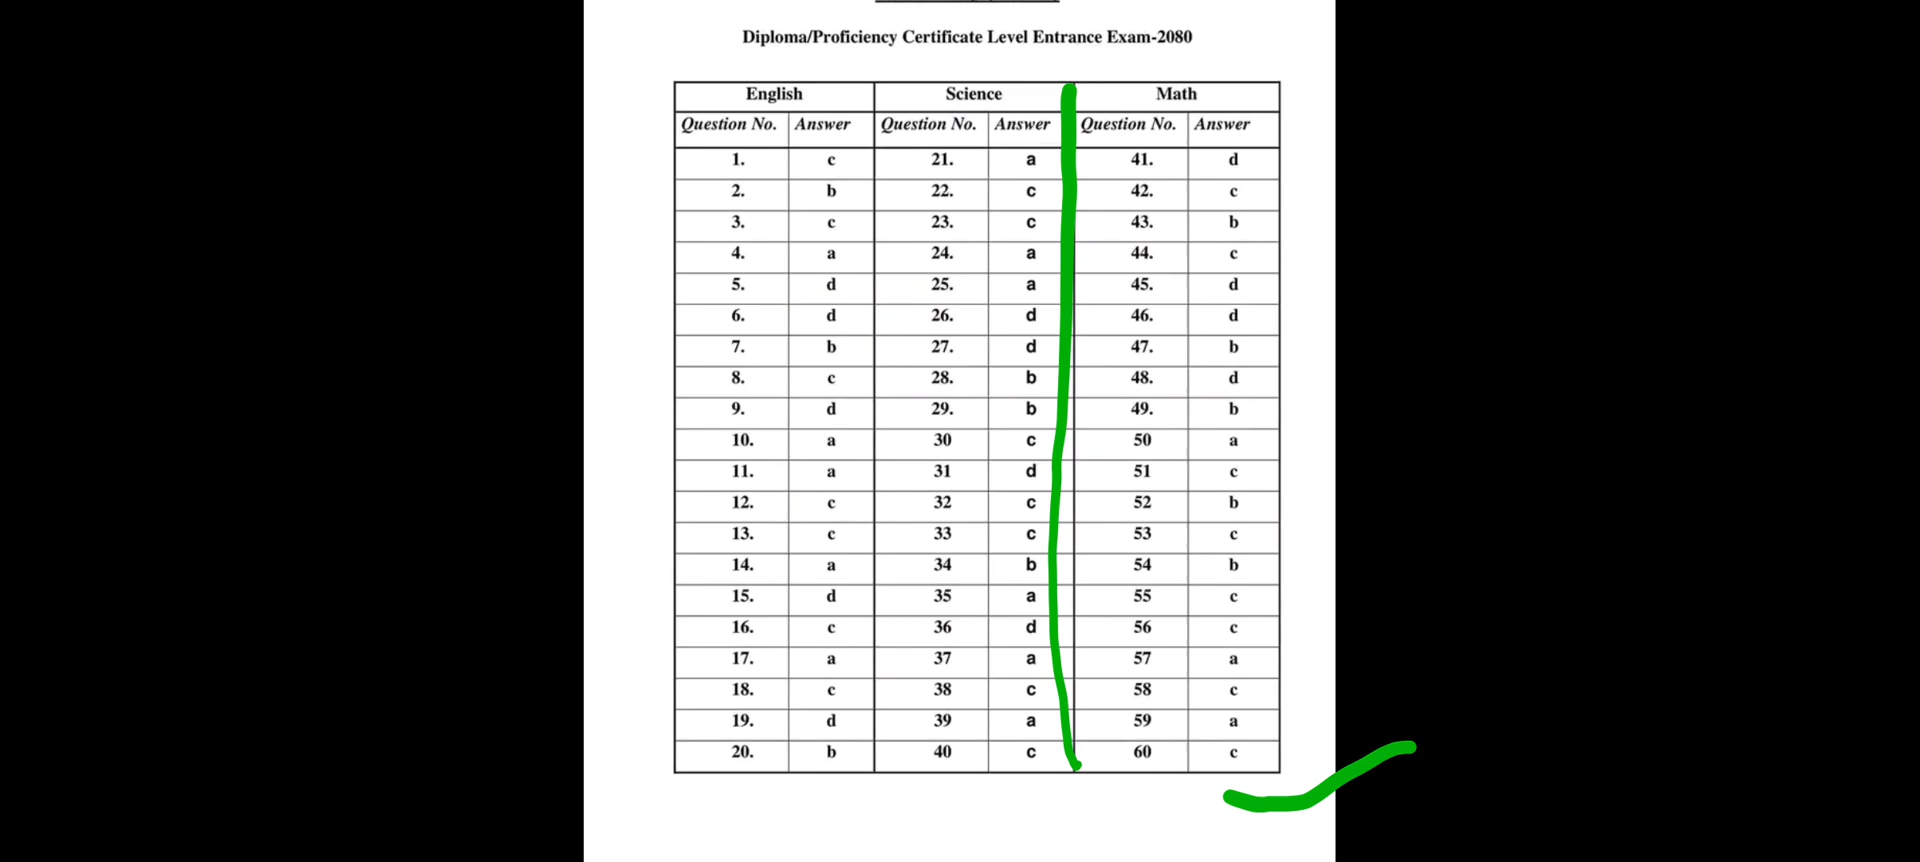 Diploma/Proficiency Certificate Level Entrance Exam-2080
English Science Math
Question No. Answer Question No. Answer Question No. Answer
1. c 21. a 41. d
2. b 22. c 42. c
3. c 23. c 43. b
4. a 24. a 44. c
5. d 25. a 45. d
6. d 26. d 46. d
7. b 27. d 47. b
8. c 28. b 48. d
9. d 29. b 49. b
10. a 30 c 50 a
11. a 31 d 51 c
12. c 32 c 52 b
13. c 33 c 53 c
14. a 34 b 54 b
15. d 35 a 55 c
16. c 36 d 56 c
17. a 37 a 57 a
18. c 38 c 58 c
19. d 39 a 59 a
20. b 40 c 60 c